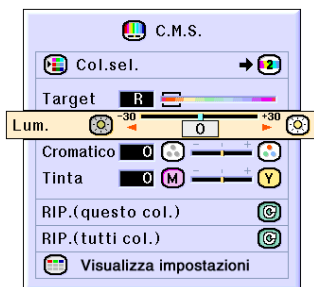 C.M.S.
Col.sel. 2
Target R
Lum. -30 0 +30
Cromatico 0 - +
Tinta 0 M - + Y
RIP.(questo col.)
RIP.(tutti col.)
Visualizza impostazioni